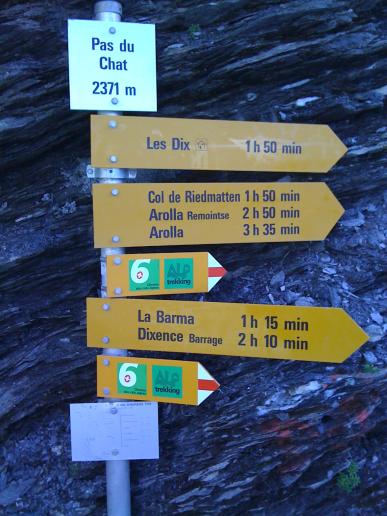 Pas du
Chat
2371 m
Les Dix 1 h 50 min
Col de Riedmatten 1 h 50 min
Arolla Remointse 2 h 50 min
Arolla 3 h 35 min
6 ALP
trekking
La Barma 1 h 15 min
Dixence Barrage 2 h 10 min
6 ALP
trekking